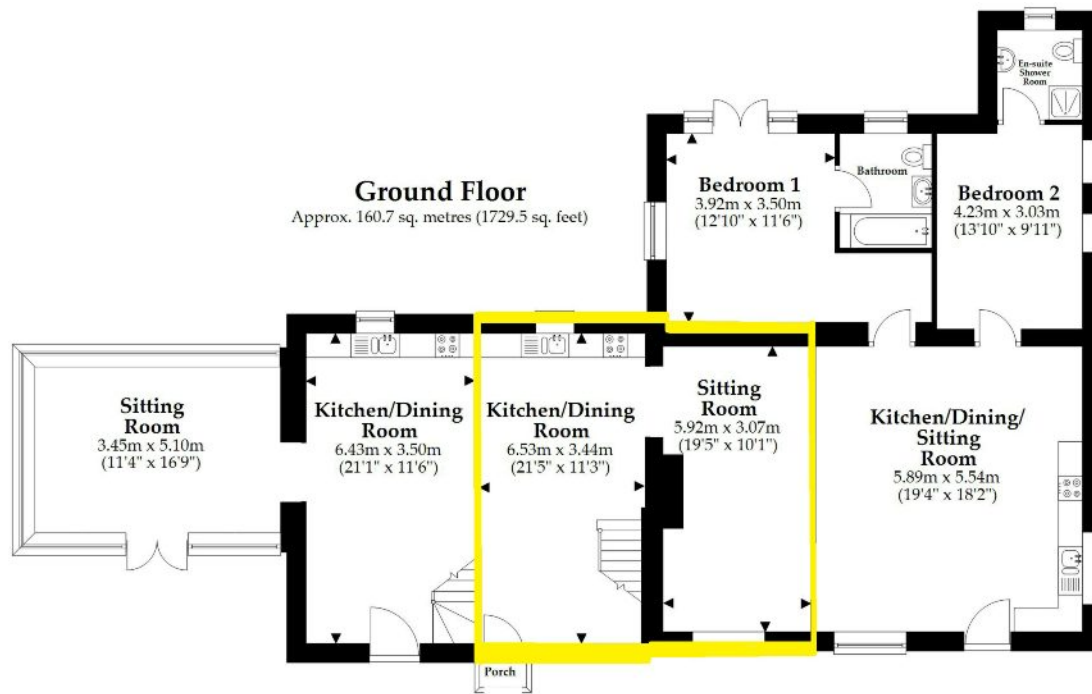 Ground Floor
Approx. 160.7 sq. metres (1729.5 sq. feet)
En-suite
Shower
Room
Bedroom 1
3.92m x 3.50m
(12'10" x 11'6")
Bathroom
Bedroom 2
4.23m x 3.03m
(13'10" x 9'11")
Sitting
Room
3.45m x 5.10m
(11'4" x 16'9")
Kitchen/Dining
Room
6.43m x 3.50m
(21'1" x 11'6")
Kitchen/Dining
Room
6.53m x 3.44m
(21'5" x 11'3")
Sitting
Room
5.92m x 3.07m
(19'5" x 10'1")
Kitchen/Dining/
Sitting
Room
5.89m x 5.54m
(19'4" x 18'2")
Porch